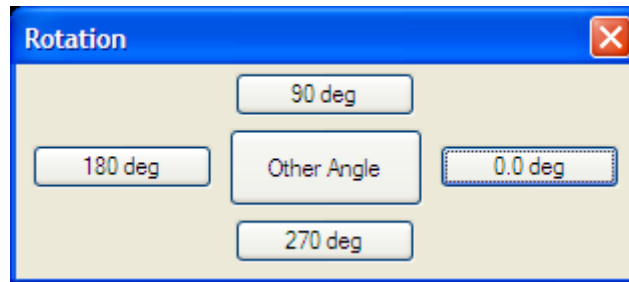 Rotation
90 deg
180 deg
Other Angle
0.0 deg
270 deg